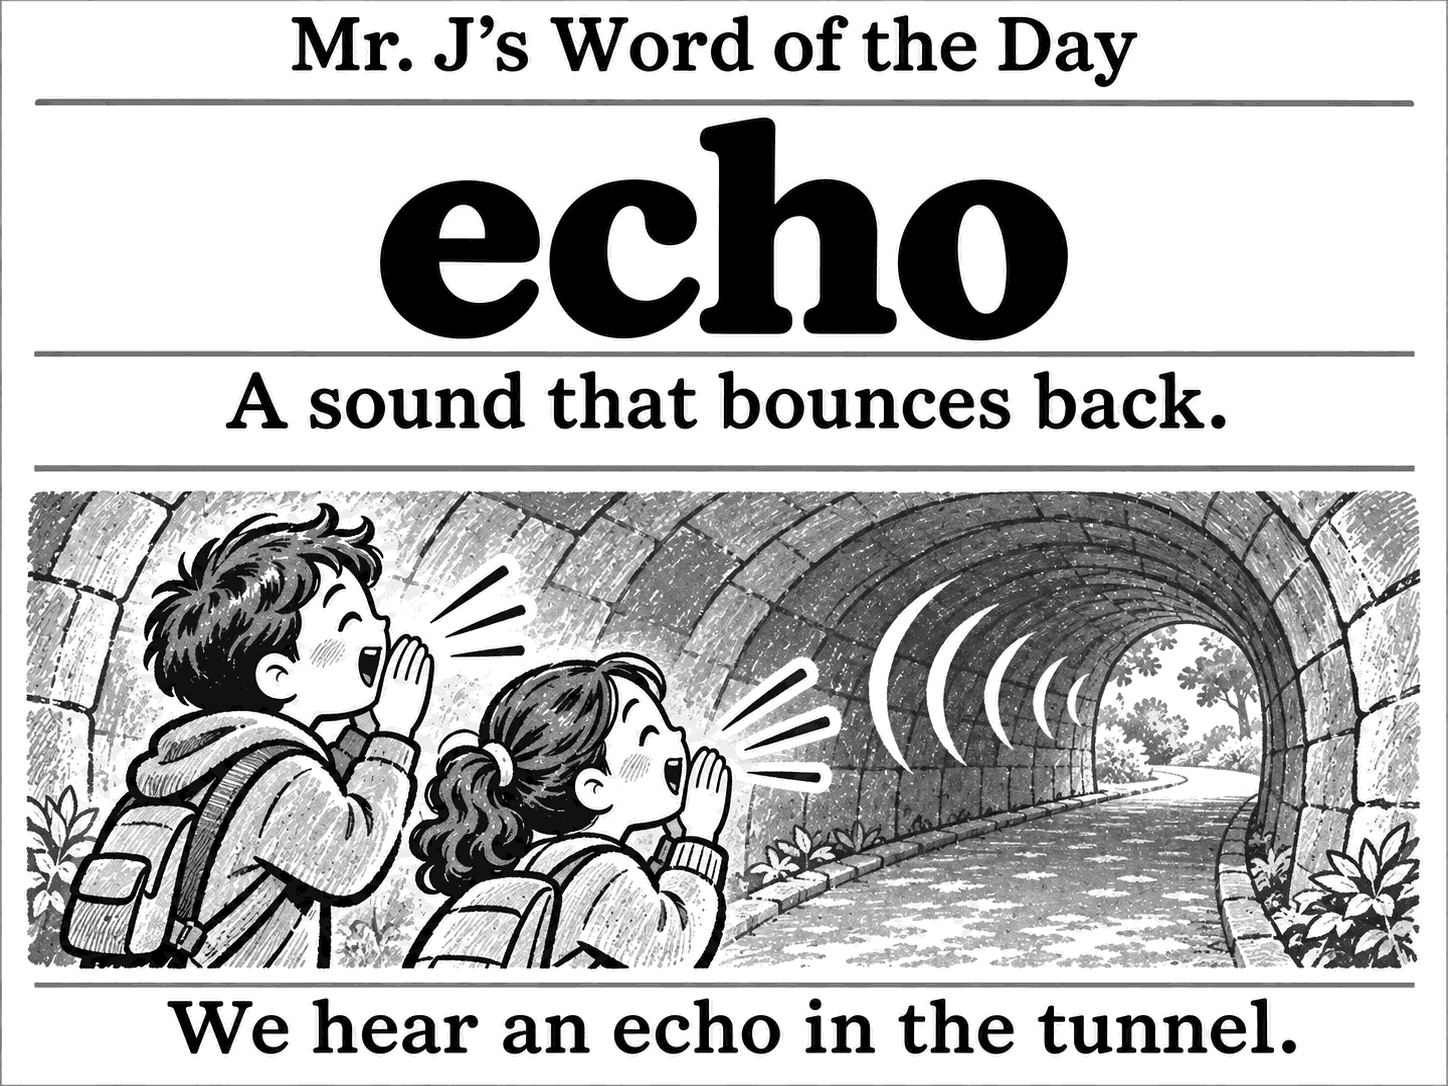 Mr. J’s Word of the Day
echo
A sound that bounces back.
We hear an echo in the tunnel.